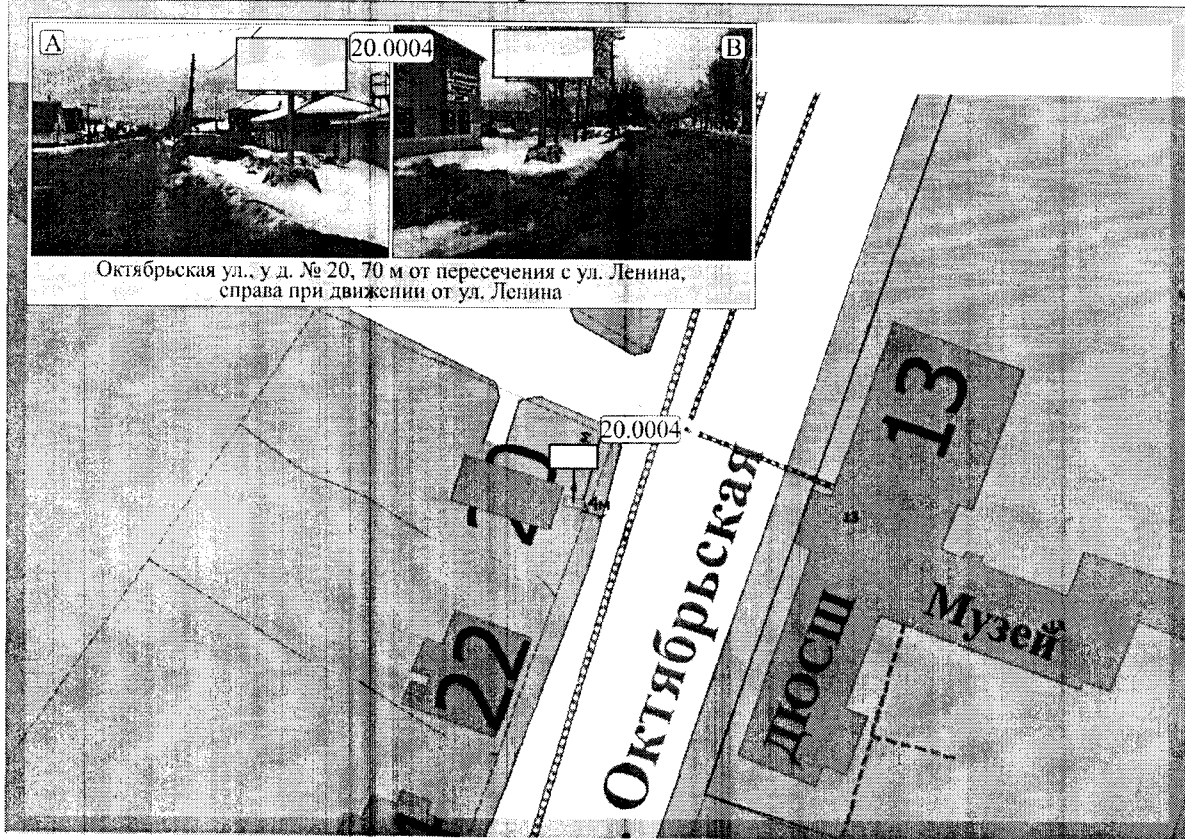 A
20.0004
B
Октябрьская ул., у д. № 20, 70 м от пересечения с ул. Ленина,
справа при движении от ул. Ленина
13
20.0004
20
Октябрьская
22
Музей
ДЮСШ